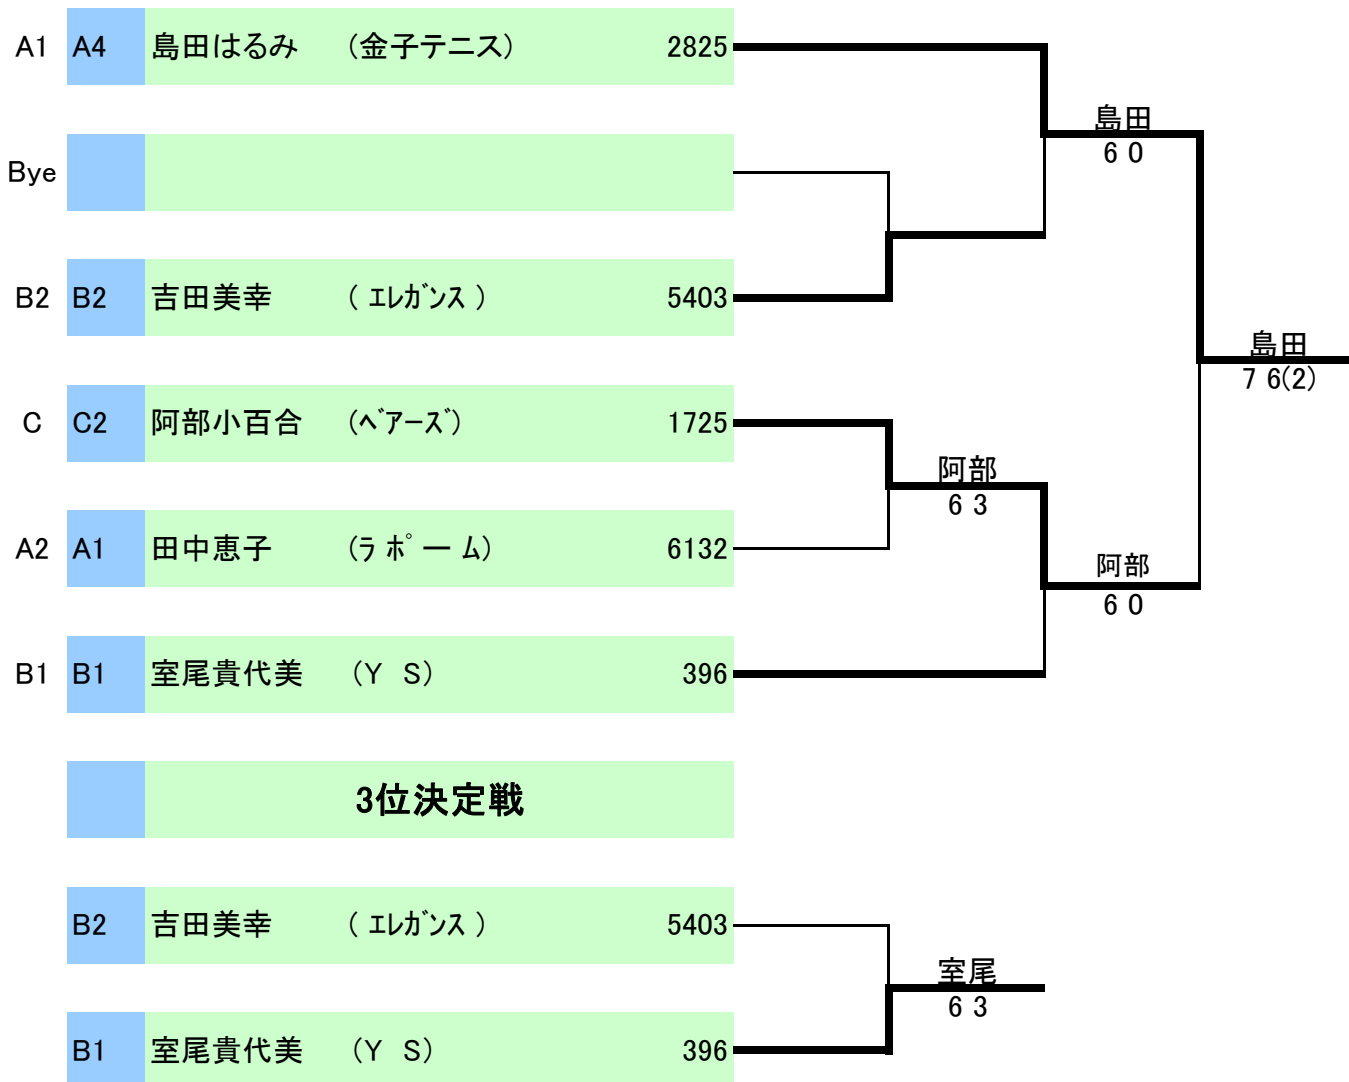 A1 A4 島田はるみ (金子テニス) 2825
島田
6 0
Bye
B2 B2 吉田美幸 ( ｴﾚｶﾞﾝｽ ) 5403
島田
7 6(2)
C C2 阿部小百合 (ﾍﾞｱｰｽﾞ) 1725
阿部
6 3
A2 A1 田中恵子 (ﾗ ﾎﾟ ー ﾑ) 6132
阿部
6 0
B1 B1 室尾貴代美 (Y S) 396
3位決定戦
B2 吉田美幸 ( ｴﾚｶﾞﾝｽ ) 5403
室尾
6 3
B1 室尾貴代美 (Y S) 396